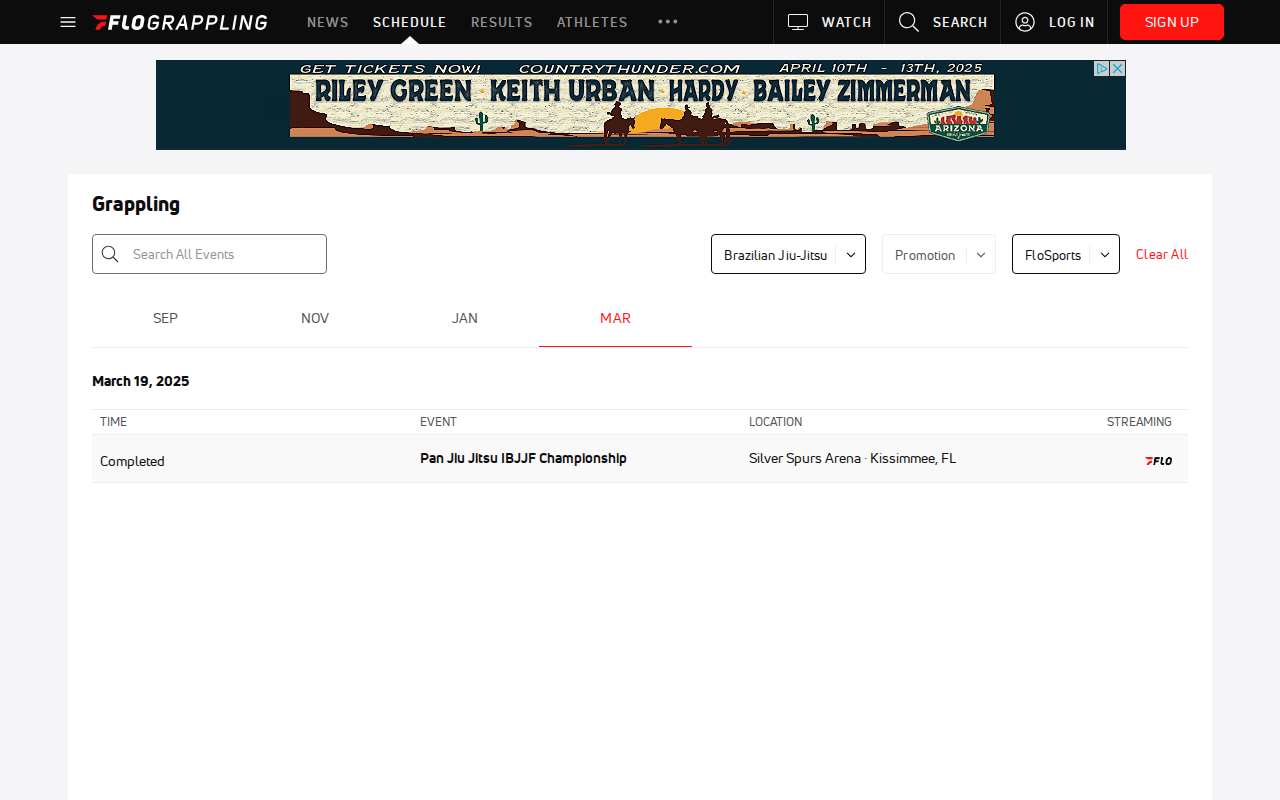 FLOGRAPPLING NEWS SCHEDULE RESULTS ATHLETES ••• WATCH SEARCH LOG IN SIGN UP
GET TICKETS NOW! COUNTRYTHUNDER.COM APRIL 10TH - 13TH, 2025
RILEY GREEN · KEITH URBAN · HARDY · BAILEY ZIMMERMAN
ARIZONA
Grappling
Search All Events Brazilian Jiu-Jitsu Promotion FloSports Clear All
SEP NOV JAN MAR
March 19, 2025
TIME EVENT LOCATION STREAMING
Completed Pan Jiu Jitsu IBJJF Championship Silver Spurs Arena · Kissimmee, FL FLO